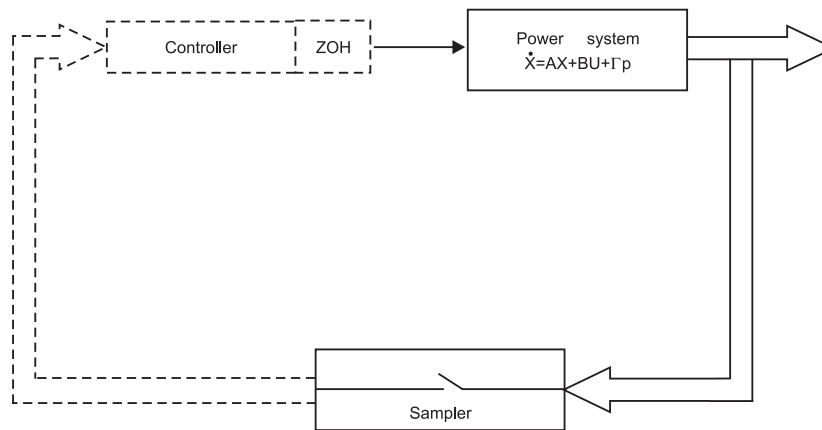 Controller
ZOH
Power system
Ẋ=AX+BU+Γp
Sampler